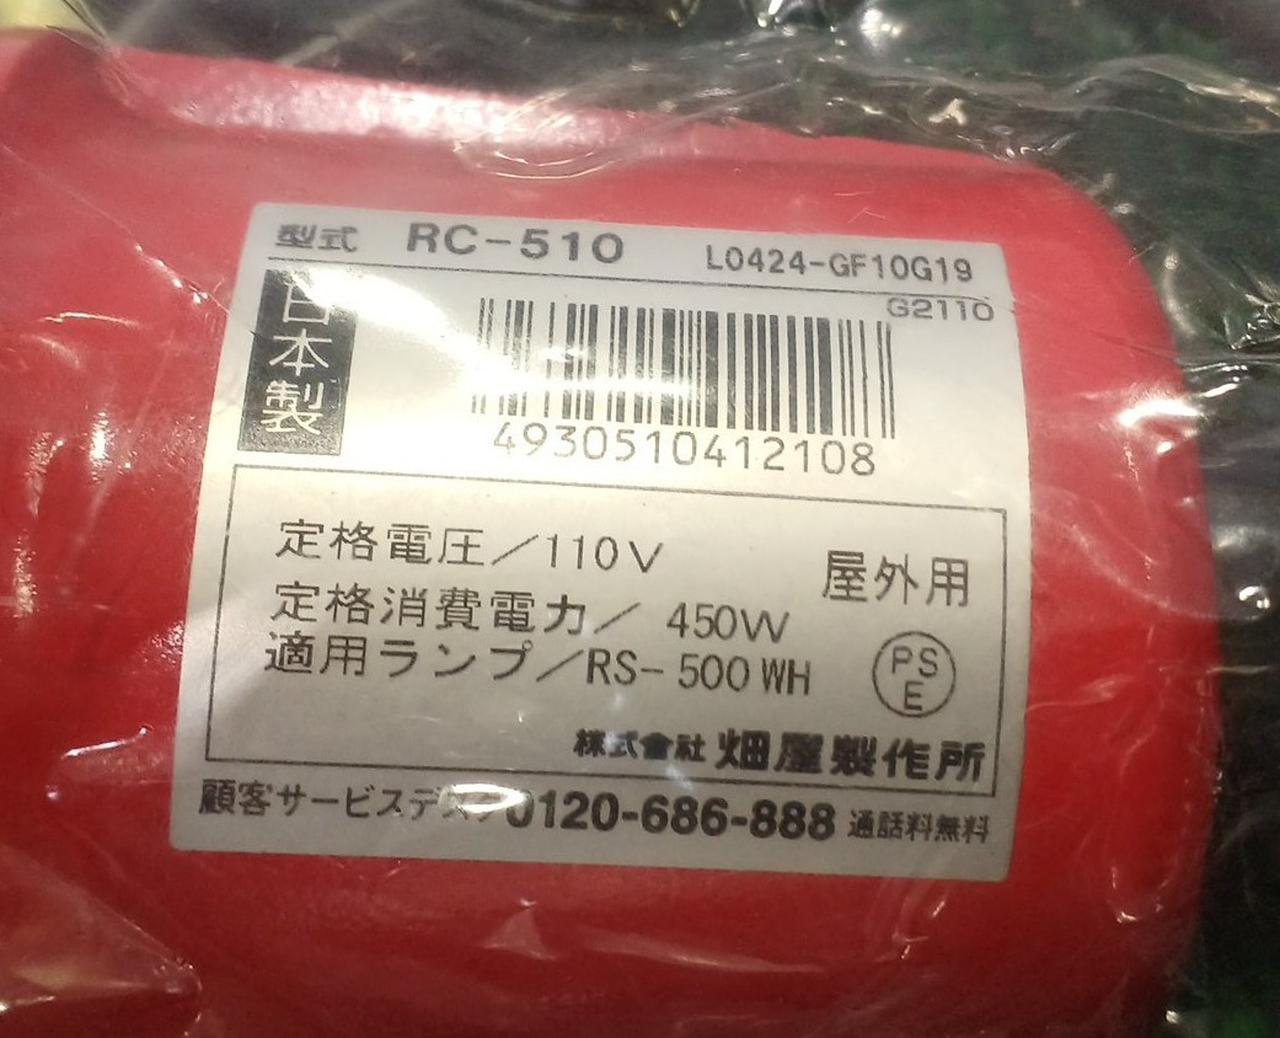 型式 RC-510 L0424-GF10G19
G2110
日本製
4930510412108
定格電圧/110V
屋外用
定格消費電力/ 450W
適用ランプ/RS-500WH
PS
E
株式會社 畑屋製作所
顧客サービスデスク 0120-686-888 通話料無料